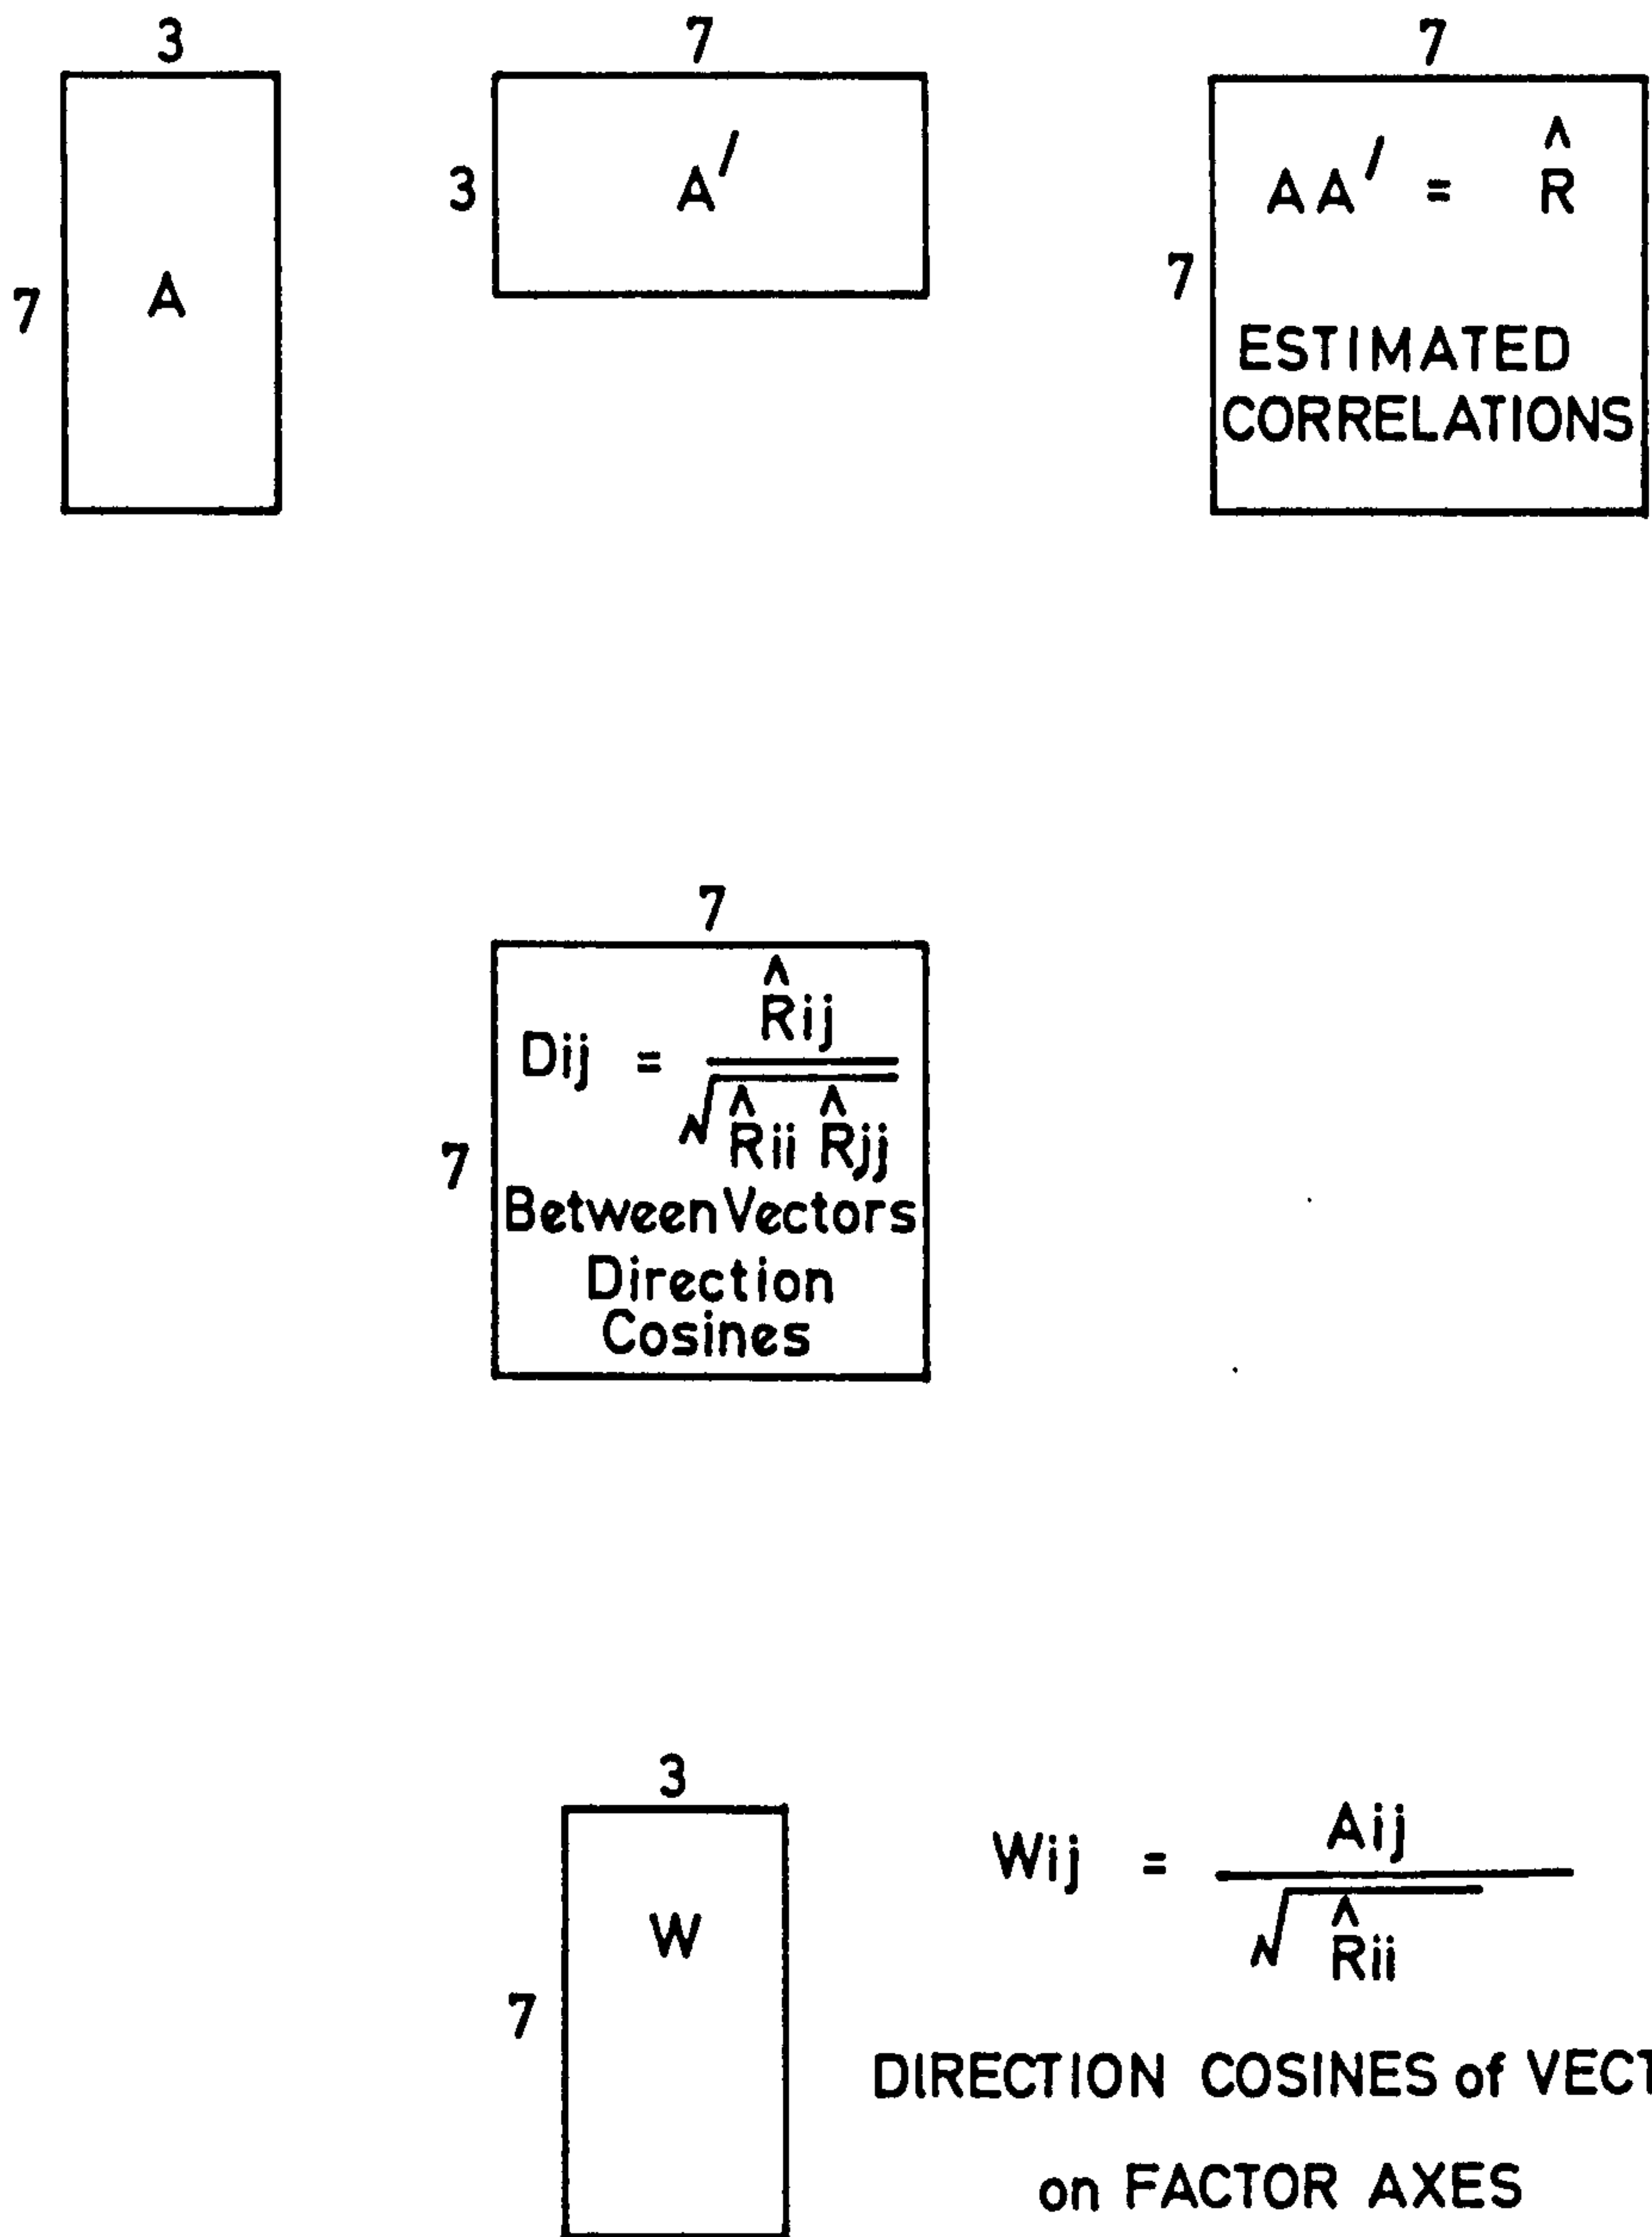 3
7
A
7
3
A′
7
7
AA′ = R̂
ESTIMATED
CORRELATIONS
7
7
Dij = R̂ij / √R̂ii R̂jj
Between Vectors
Direction
Cosines
3
7
W
Wij = Aij / √R̂ii
DIRECTION COSINES of VECT
on FACTOR AXES